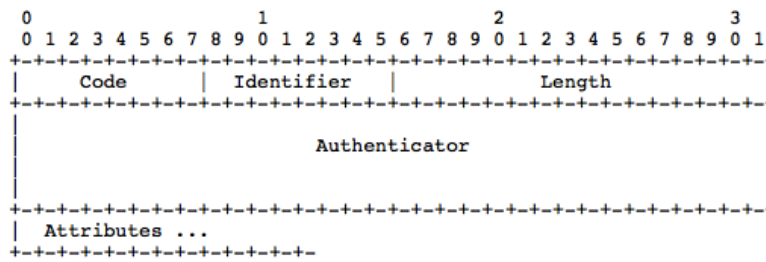 0                   1                   2                   3
0 1 2 3 4 5 6 7 8 9 0 1 2 3 4 5 6 7 8 9 0 1 2 3 4 5 6 7 8 9 0 1
+-+-+-+-+-+-+-+-+-+-+-+-+-+-+-+-+-+-+-+-+-+-+-+-+-+-+-+-+-+-+-+-
|     Code      |  Identifier   |            Length
+-+-+-+-+-+-+-+-+-+-+-+-+-+-+-+-+-+-+-+-+-+-+-+-+-+-+-+-+-+-+-+-
|
|                         Authenticator
|
|
+-+-+-+-+-+-+-+-+-+-+-+-+-+-+-+-+-+-+-+-+-+-+-+-+-+-+-+-+-+-+-+-
|  Attributes ...
+-+-+-+-+-+-+-+-+-+-+-+-+-